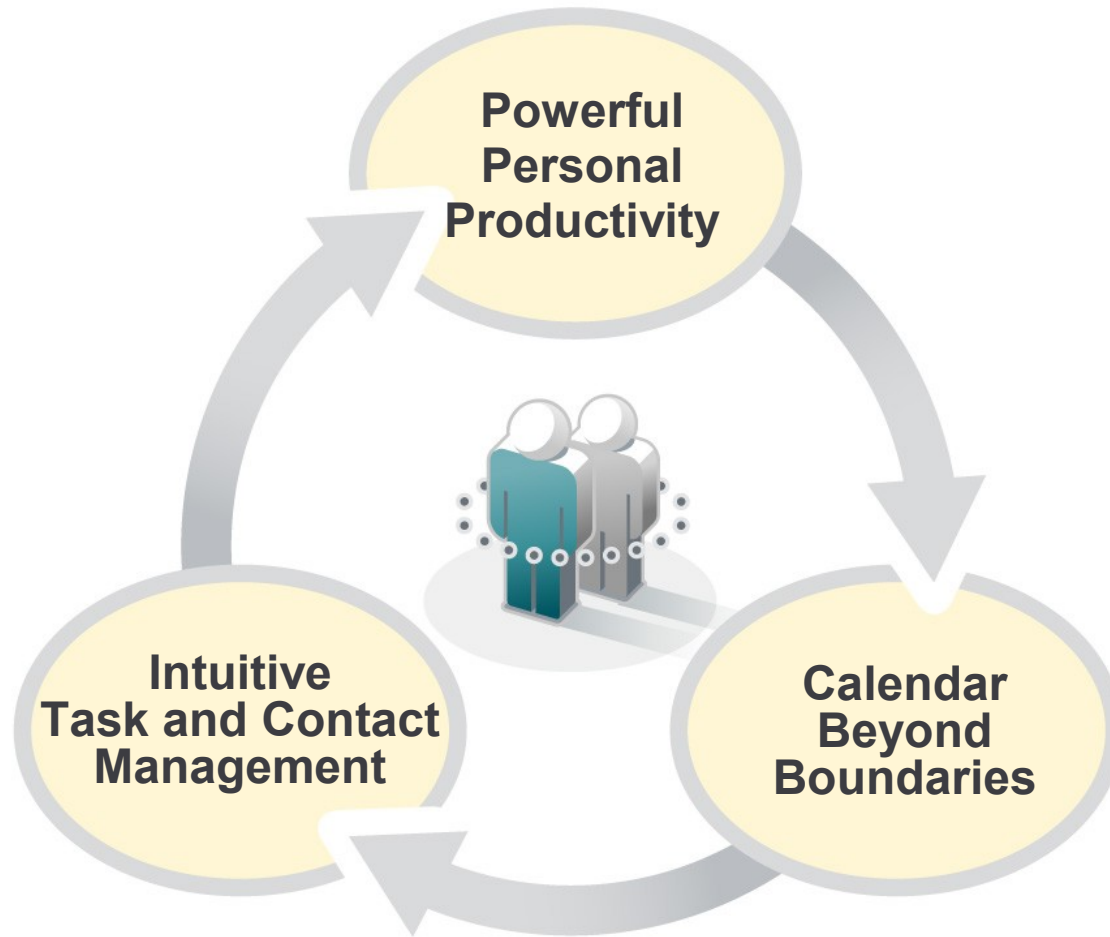 Powerful
Personal
Productivity
Intuitive
Task and Contact
Management
Calendar
Beyond
Boundaries